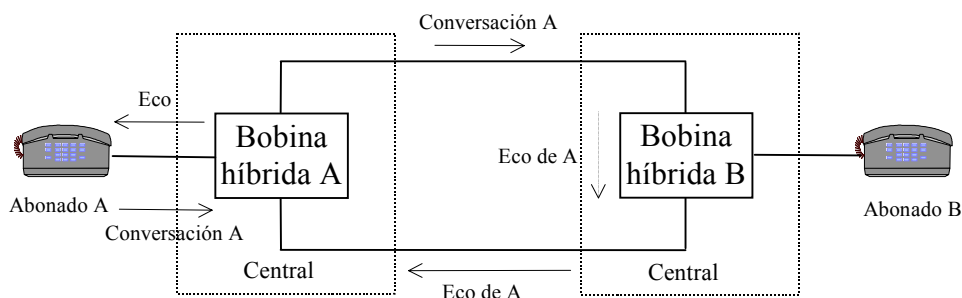 Conversación A
Eco
Bobina
híbrida A
Eco de A
Bobina
híbrida B
Abonado A
Conversación A
Abonado B
Central
Eco de A
Central